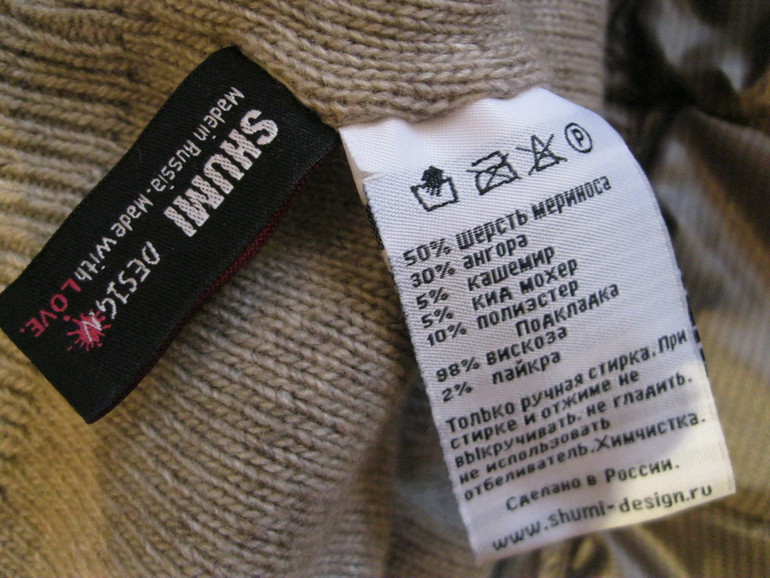 SHUMI
DESIGN
Made in Russia - Made with LOVE.
P
50% шерсть мериноса
30% ангора
5% кашемир
5% кид мохер
10% полиэстер
Подкладка
98% вискоза
2% лайкра
Только ручная стирка. При
стирке и отжиме не
выкручивать. не гладить.
не использовать
отбеливатель. Химчистка.
Сделано в России.
www.shumi-design.ru